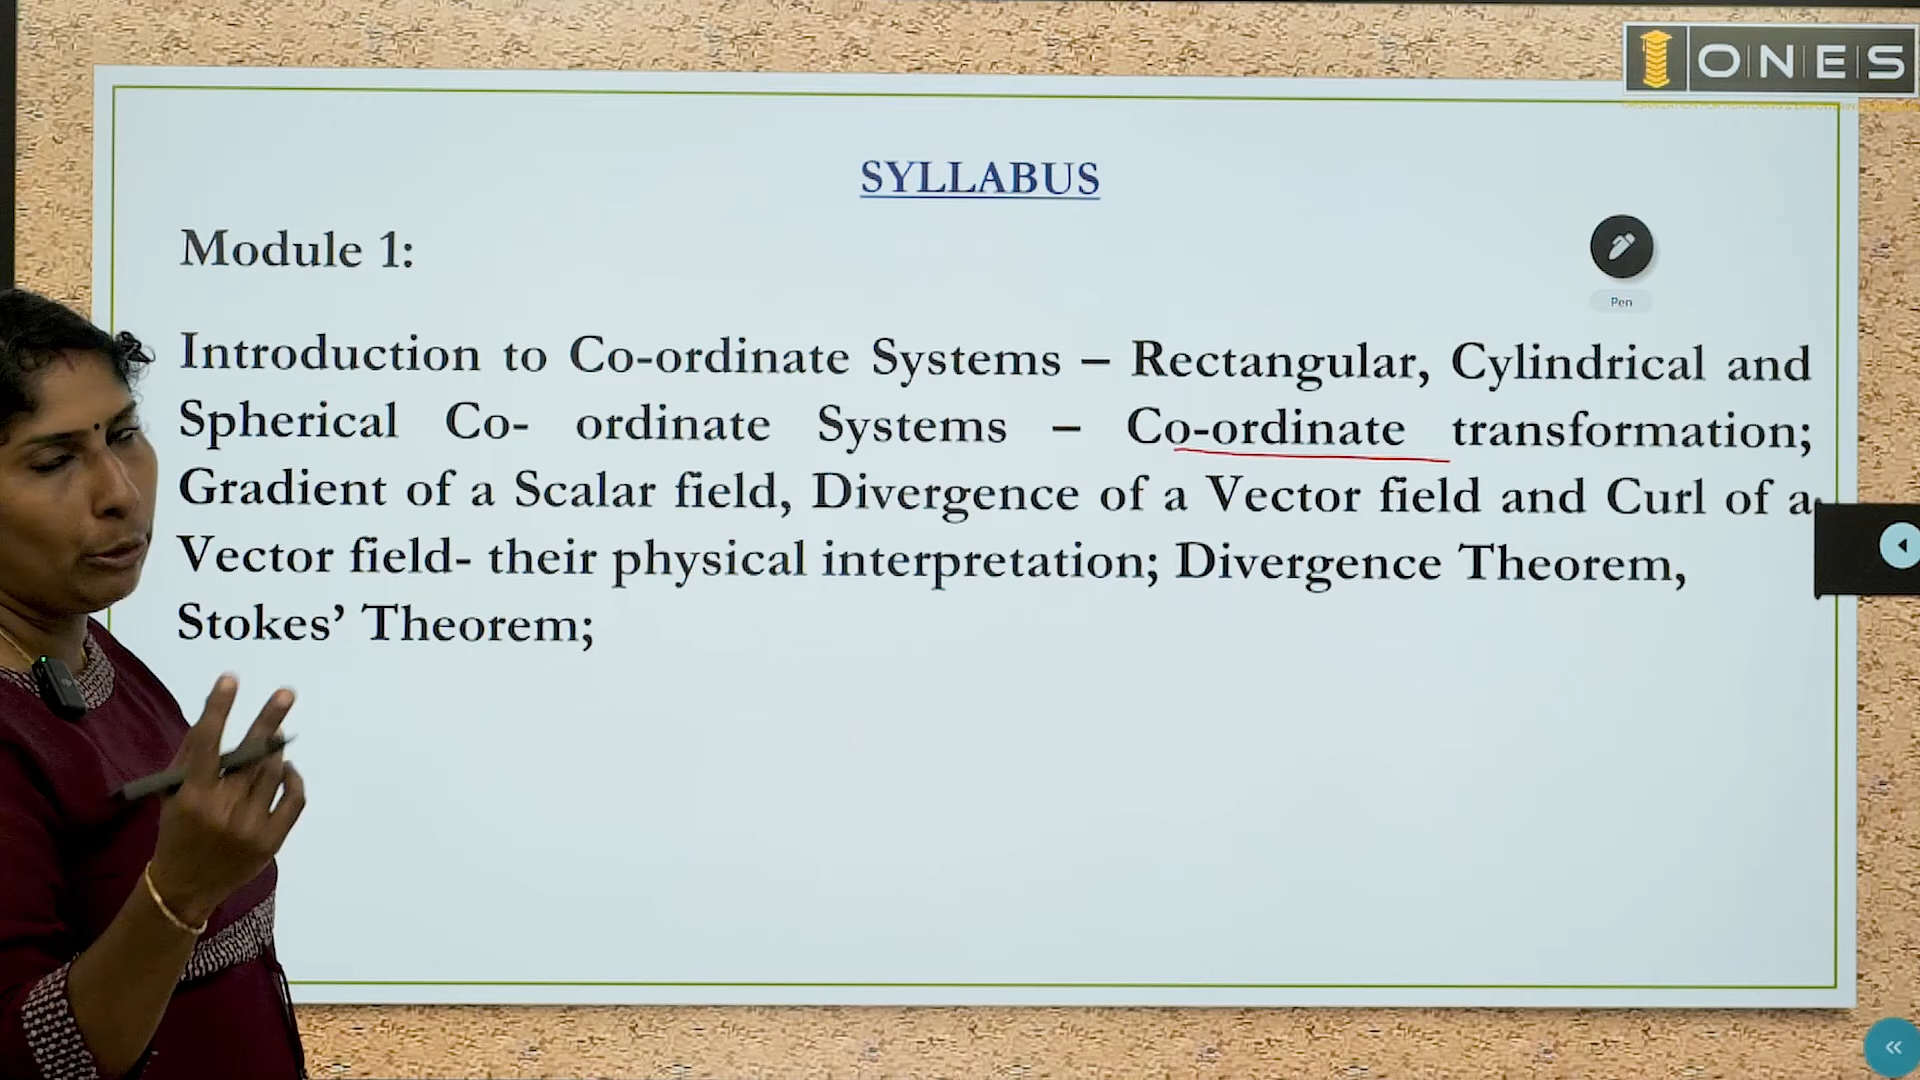 ONES
SYLLABUS
Module 1:
Pen
Introduction to Co-ordinate Systems – Rectangular, Cylindrical and
Spherical Co- ordinate Systems – Co-ordinate transformation;
Gradient of a Scalar field, Divergence of a Vector field and Curl of a
Vector field- their physical interpretation; Divergence Theorem,
Stokes’ Theorem;